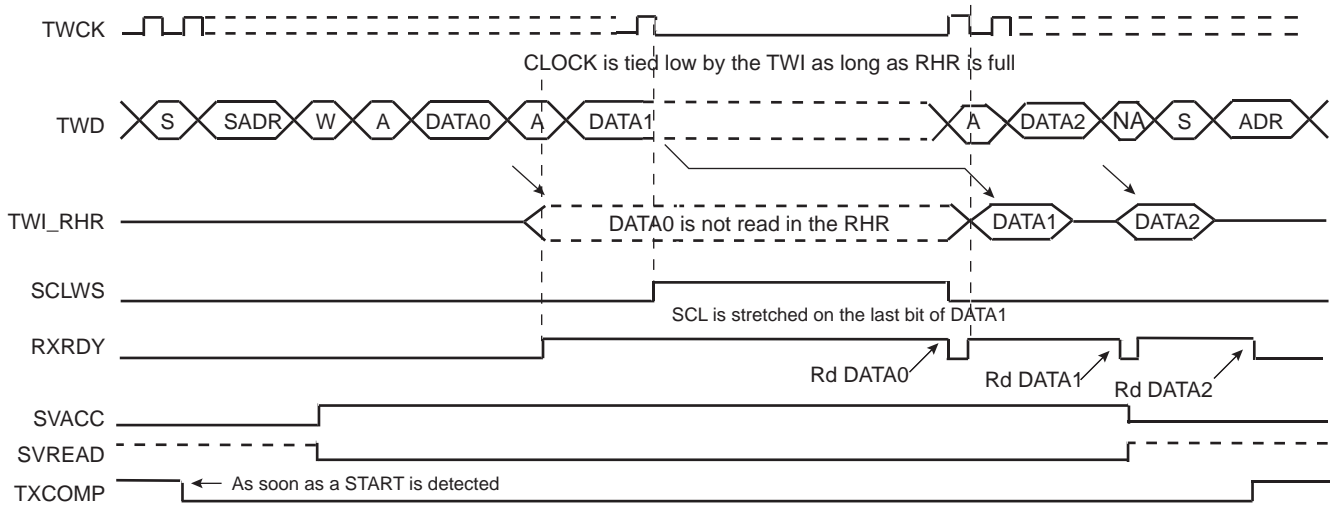 TWCK
CLOCK is tied low by the TWI as long as RHR is full
TWD S SADR W A DATA0 A DATA1 A DATA2 NA S ADR
TWI_RHR DATA0 is not read in the RHR DATA1 DATA2
SCLWS
SCL is stretched on the last bit of DATA1
RXRDY
Rd DATA0 Rd DATA1 Rd DATA2
SVACC
SVREAD
TXCOMP As soon as a START is detected